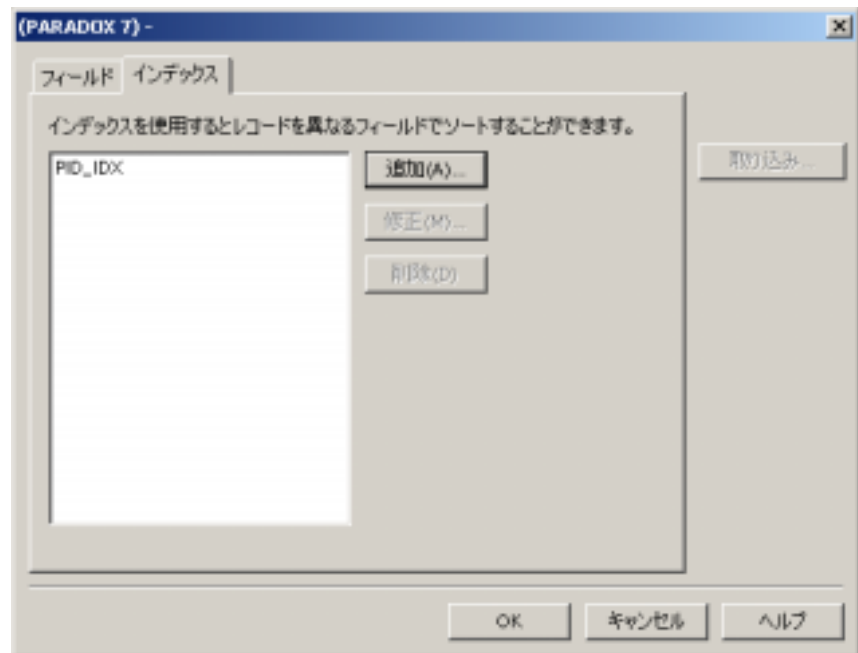 (PARADOX 7) -
フィールド インデックス
インデックスを使用するとレコードを異なるフィールドでソートすることができます。
PID_IDX
追加(A)...
取り込み...
修正(M)...
削除(D)
OK キャンセル ヘルプ